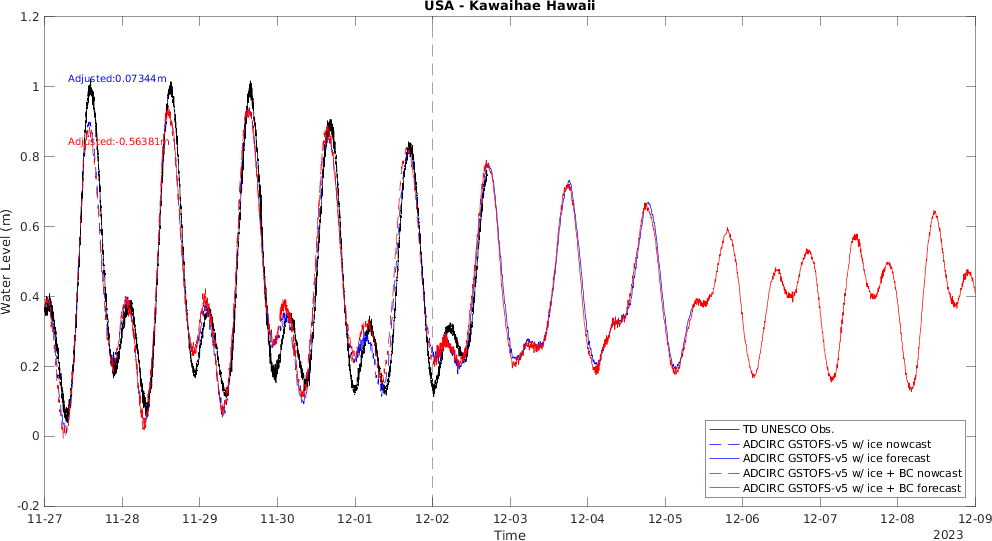 USA - Kawaihae Hawaii
1.2
1
0.8
0.6
0.4
0.2
0
-0.2
Water Level (m)
Adjusted:0.07344m
Adjusted:-0.56381m
TD UNESCO Obs.
ADCIRC GSTOFS-v5 w/ ice nowcast
ADCIRC GSTOFS-v5 w/ ice forecast
ADCIRC GSTOFS-v5 w/ ice + BC nowcast
ADCIRC GSTOFS-v5 w/ ice + BC forecast
11-27 11-28 11-29 11-30 12-01 12-02 12-03 12-04 12-05 12-06 12-07 12-08 12-09
Time
2023